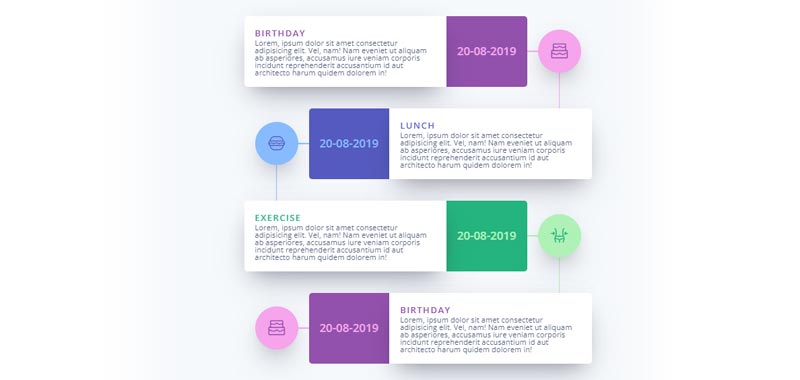 BIRTHDAY
Lorem, ipsum dolor sit amet consectetur
adipisicing elit. Vel, nam! Nam eveniet ut aliquam
ab asperiores, accusamus iure veniam corporis
incidunt reprehenderit accusantium id aut
architecto harum quidem dolorem in!
20-08-2019
20-08-2019
LUNCH
Lorem, ipsum dolor sit amet consectetur
adipisicing elit. Vel, nam! Nam eveniet ut aliquam
ab asperiores, accusamus iure veniam corporis
incidunt reprehenderit accusantium id aut
architecto harum quidem dolorem in!
EXERCISE
Lorem, ipsum dolor sit amet consectetur
adipisicing elit. Vel, nam! Nam eveniet ut aliquam
ab asperiores, accusamus iure veniam corporis
incidunt reprehenderit accusantium id aut
architecto harum quidem dolorem in!
20-08-2019
20-08-2019
BIRTHDAY
Lorem, ipsum dolor sit amet consectetur
adipisicing elit. Vel, nam! Nam eveniet ut aliquam
ab asperiores, accusamus iure veniam corporis
incidunt reprehenderit accusantium id aut
architecto harum quidem dolorem in!